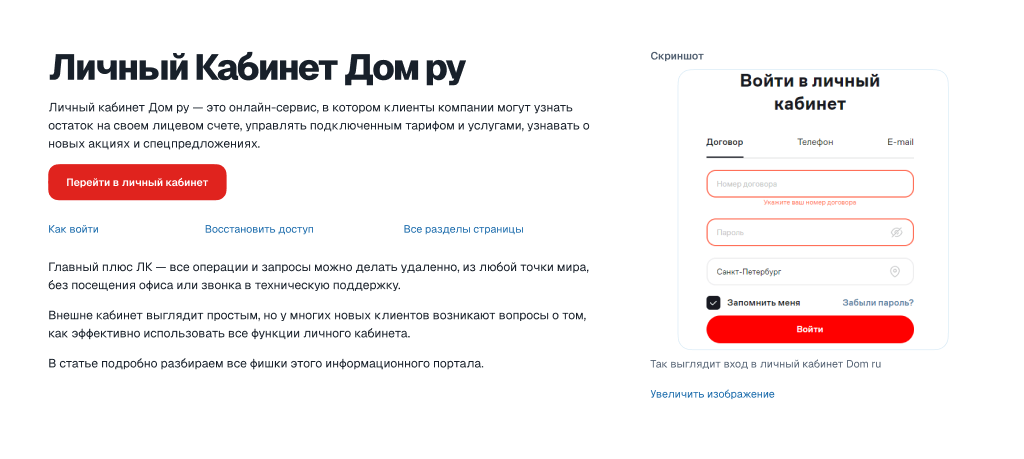 Личный Кабинет Дом ру
Личный кабинет Дом ру — это онлайн-сервис, в котором клиенты компании могут узнать
остаток на своем лицевом счете, управлять подключенным тарифом и услугами, узнавать о
новых акциях и спецпредложениях.
Перейти в личный кабинет
Как войти
Восстановить доступ
Все разделы страницы
Главный плюс ЛК — все операции и запросы можно делать удаленно, из любой точки мира,
без посещения офиса или звонка в техническую поддержку.
Внешне кабинет выглядит простым, но у многих новых клиентов возникают вопросы о том,
как эффективно использовать все функции личного кабинета.
В статье подробно разбираем все фишки этого информационного портала.
Скриншот
Войти в личный
кабинет
Договор
Телефон
E-mail
Номер договора
Укажите ваш номер договора
Пароль
Санкт-Петербург
Запомнить меня
Забыли пароль?
Войти
Так выглядит вход в личный кабинет Dom ru
Увеличить изображение